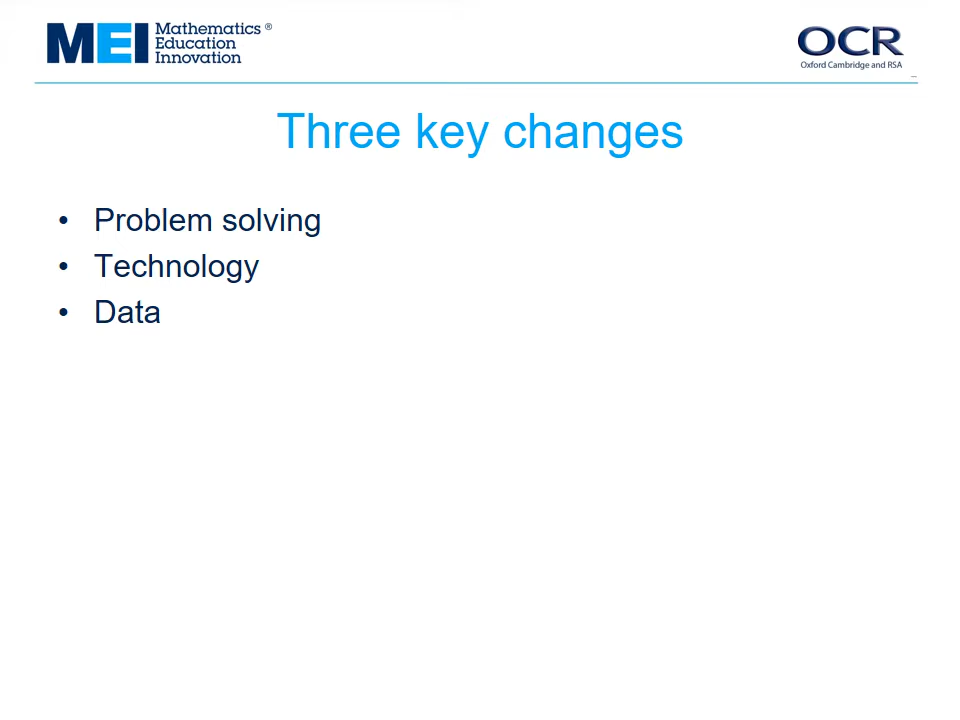 MEI Mathematics ®
Education
Innovation
OCR
Oxford Cambridge and RSA
Three key changes
• Problem solving
• Technology
• Data